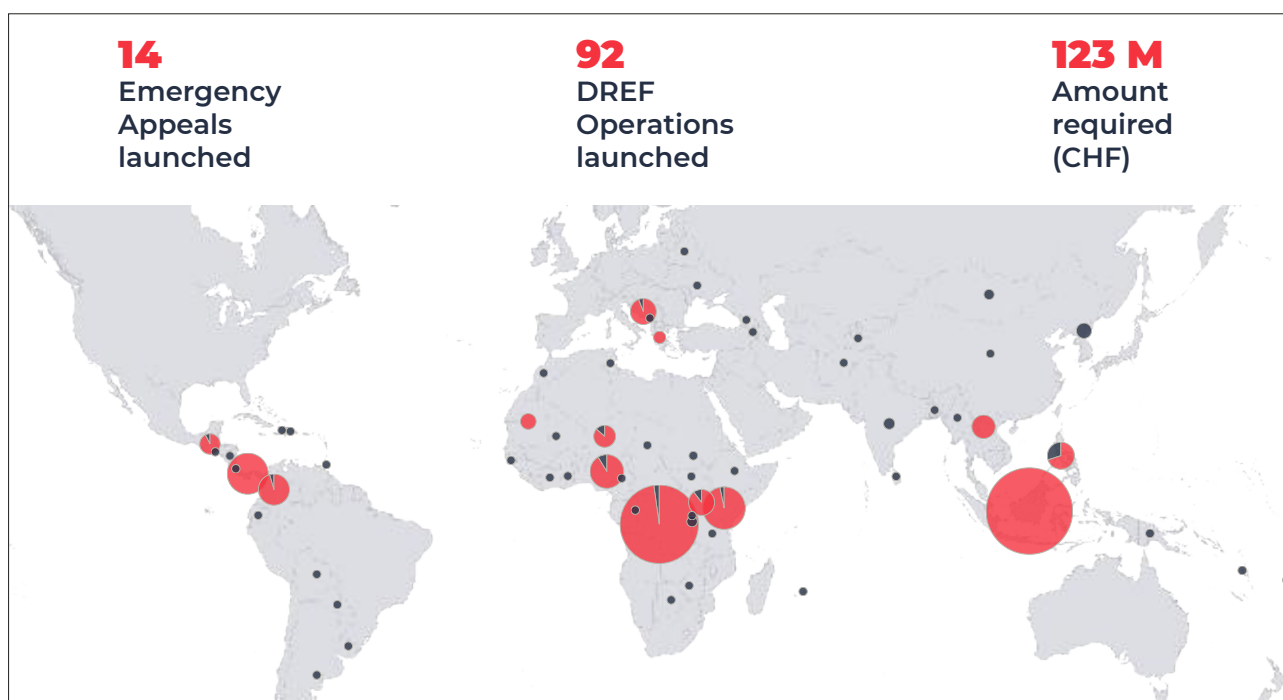 14
Emergency
Appeals
launched
92
DREF
Operations
launched
123 M
Amount
required
(CHF)